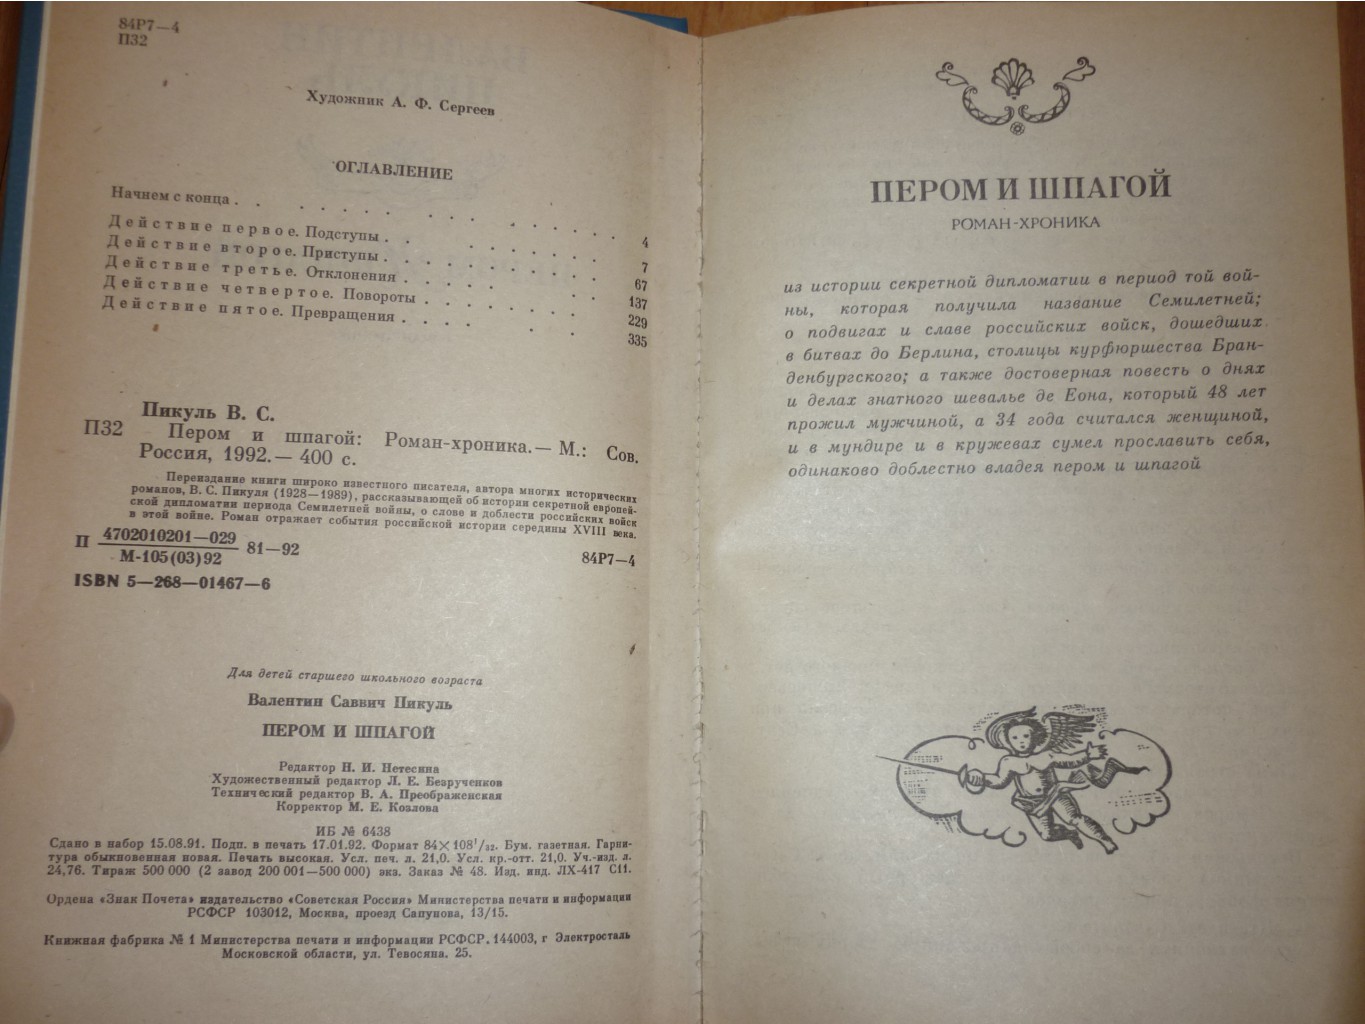 84Р7—4
П32
Художник А. Ф. Сергеев
ОГЛАВЛЕНИЕ
Начнем с конца . . . . . . . . . . . . . . . . 4
Действие первое. Подступы . . . . . . . . . 7
Действие второе. Приступы . . . . . . . . . 67
Действие третье. Отклонения . . . . . . . . 137
Действие четвертое. Повороты . . . . . . . 229
Действие пятое. Превращения . . . . . . . 335
Пикуль В. С.
П32 Пером и шпагой: Роман-хроника.— М.: Сов.
Россия, 1992.— 400 с.
Переиздание книги широко известного писателя, автора многих исторических
романов, В. С. Пикуля (1928—1989), рассказывающей об истории секретной европей-
ской дипломатии периода Семилетней войны, о слове и доблести российских войск
в этой войне. Роман отражает события российской истории середины XVIII века.
П 4702010201—029 81—92
М-105(03)92
84Р7—4
ISBN 5—268—01467—6
Для детей старшего школьного возраста
Валентин Саввич Пикуль
ПЕРОМ И ШПАГОЙ
Редактор Н. И. Нетесина
Художественный редактор Л. Е. Безрученков
Технический редактор В. А. Преображенская
Корректор М. Е. Козлова
ИБ № 6438
Сдано в набор 15.08.91. Подп. в печать 17.01.92. Формат 84×108¹/₃₂. Бум. газетная. Гарни-
тура обыкновенная новая. Печать высокая. Усл. печ. л. 21,0. Усл. кр.-отт. 21,0. Уч.-изд. л.
24,76. Тираж 500 000 (2 завод 200 001—500 000) экз. Заказ № 48. Изд. инд. ЛХ-417 С11.
Ордена «Знак Почета» издательство «Советская Россия» Министерства печати и информации
РСФСР 103012, Москва, проезд Сапунова, 13/15.
Книжная фабрика № 1 Министерства печати и информации РСФСР. 144003, г Электросталь
Московской области, ул. Тевосяна. 25.
ПЕРОМ И ШПАГОЙ
РОМАН-ХРОНИКА
из истории секретной дипломатии в период той вой-
ны, которая получила название Семилетней;
о подвигах и славе российских войск, дошедших
в битвах до Берлина, столицы курфюршества Бран-
денбургского; а также достоверная повесть о днях
и делах знатного шевалье де Еона, который 48 лет
прожил мужчиной, а 34 года считался женщиной,
и в мундире и в кружевах сумел прославить себя,
одинаково доблестно владея пером и шпагой